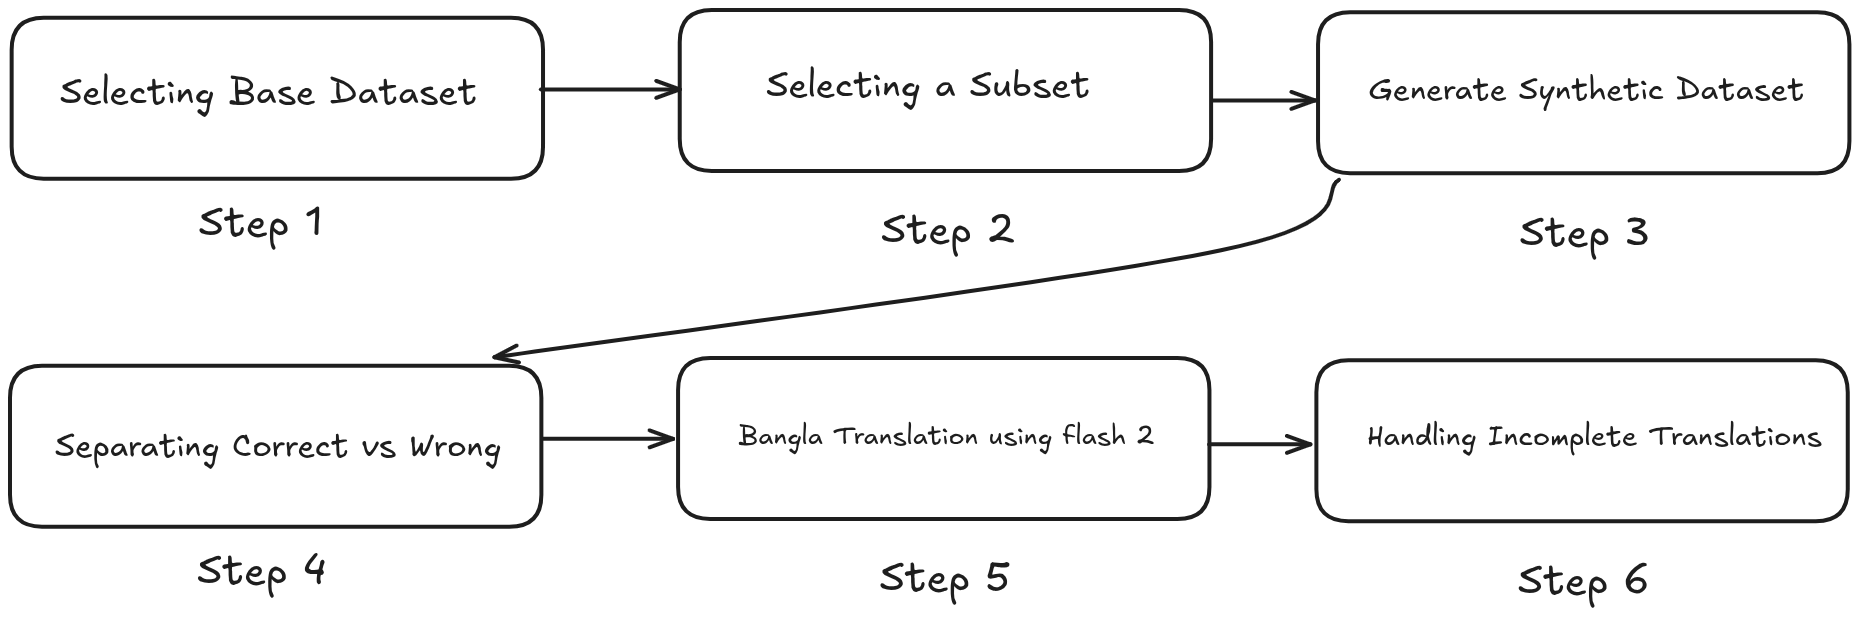 Selecting Base Dataset
Selecting a Subset
Generate Synthetic Dataset
Step 1
Step 2
Step 3
Separating Correct vs Wrong
Bangla Translation using flash 2
Handling Incomplete Translations
Step 4
Step 5
Step 6